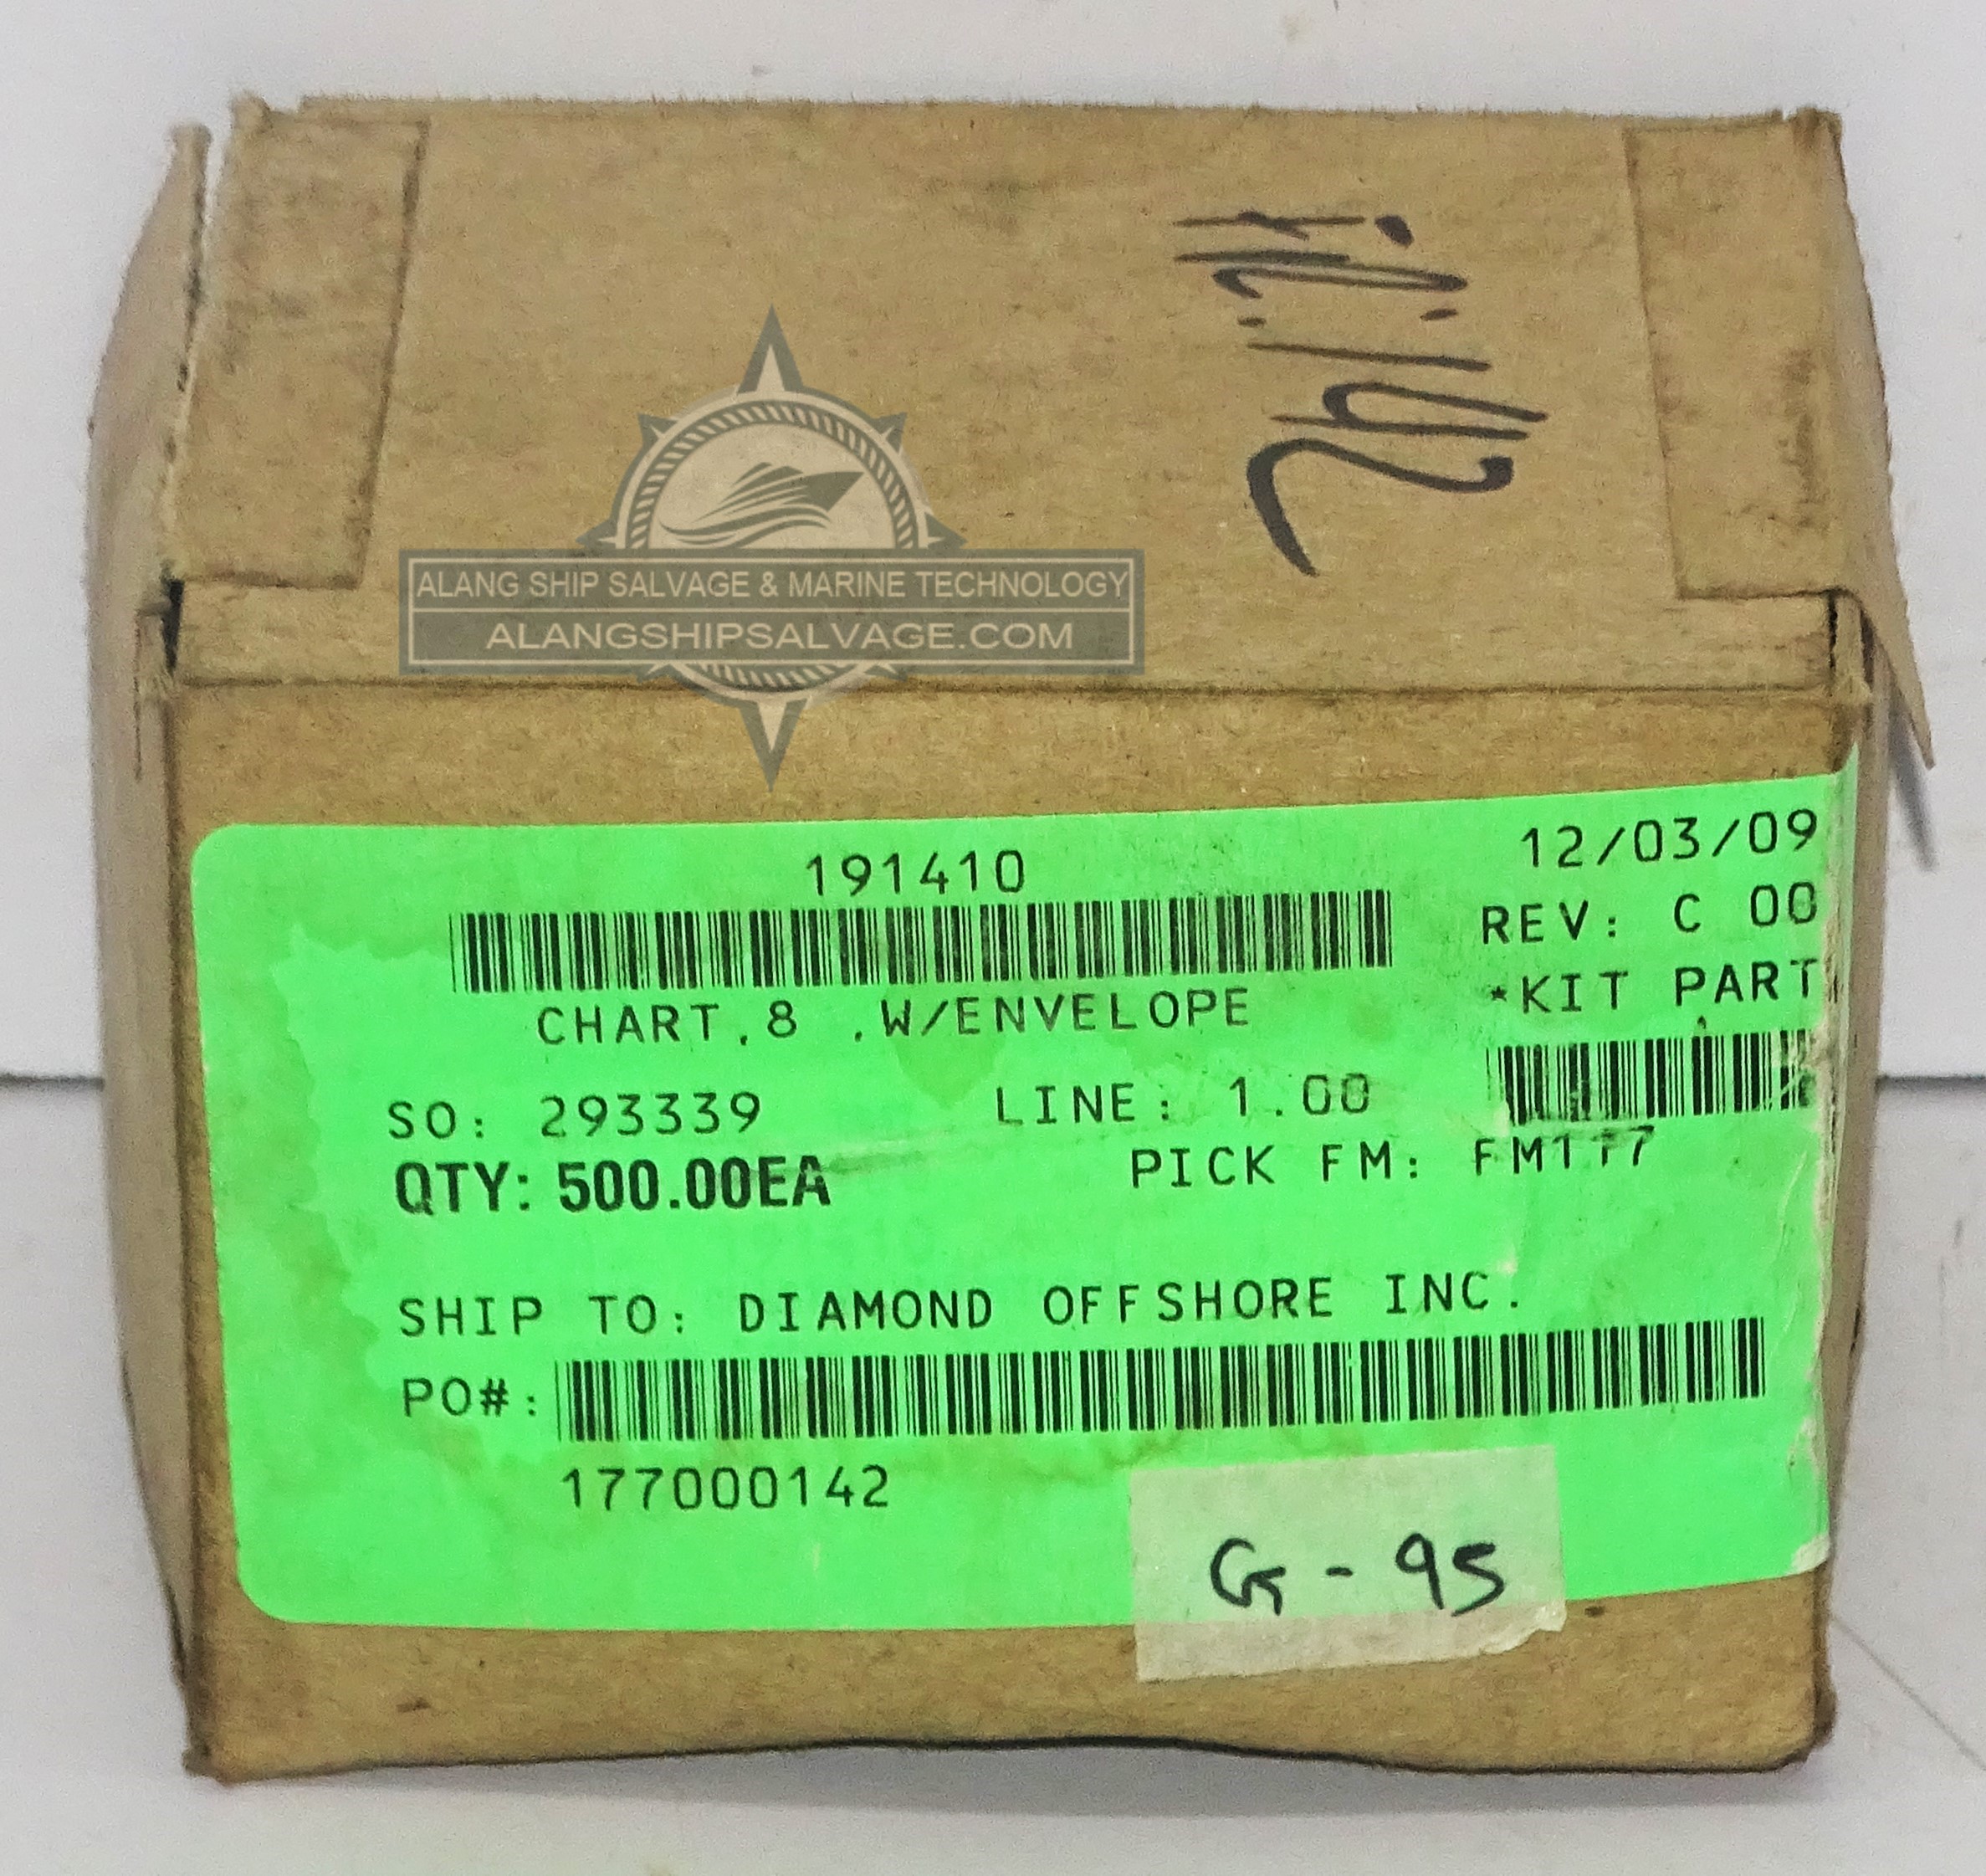 ALANG SHIP SALVAGE & MARINE TECHNOLOGY
ALANGSHIPSALVAGE.COM
191410
12/03/09
REV: C 00
*KIT PART
CHART,8 ,W/ENVELOPE
SO: 293339
LINE: 1.00
QTY: 500.00EA
PICK FM:
SHIP TO: DIAMOND OFFSHORE INC.
PO#:
177000142
G-95